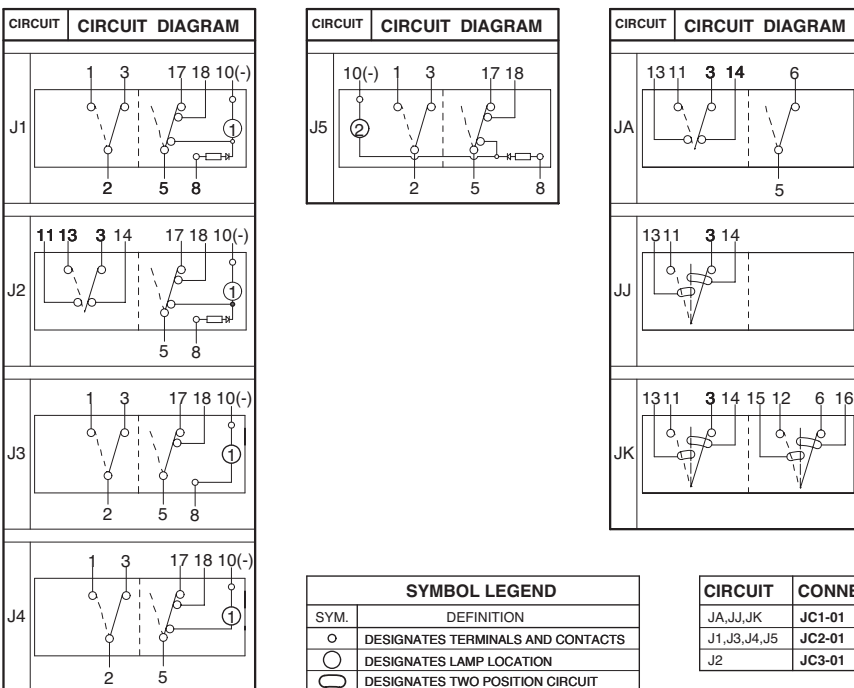 CIRCUIT CIRCUIT DIAGRAM
J1
1 3 17 18 10(-)
1
2 5 8
J2
11 13 3 14 17 18 10(-)
1
5 8
J3
1 3 17 18 10(-)
1
2 5 8
J4
1 3 17 18 10(-)
1
2 5
CIRCUIT CIRCUIT DIAGRAM
J5
10(-) 1 3 17 18
2
2 5 8
CIRCUIT CIRCUIT DIAGRAM
JA
13 11 3 14 6
5
JJ
13 11 3 14
JK
13 11 3 14 15 12 6 16
SYMBOL LEGEND
SYM. DEFINITION
DESIGNATES TERMINALS AND CONTACTS
DESIGNATES LAMP LOCATION
DESIGNATES TWO POSITION CIRCUIT
CIRCUIT CONNE
JA,JJ,JK JC1-01
J1,J3,J4,J5 JC2-01
J2 JC3-01